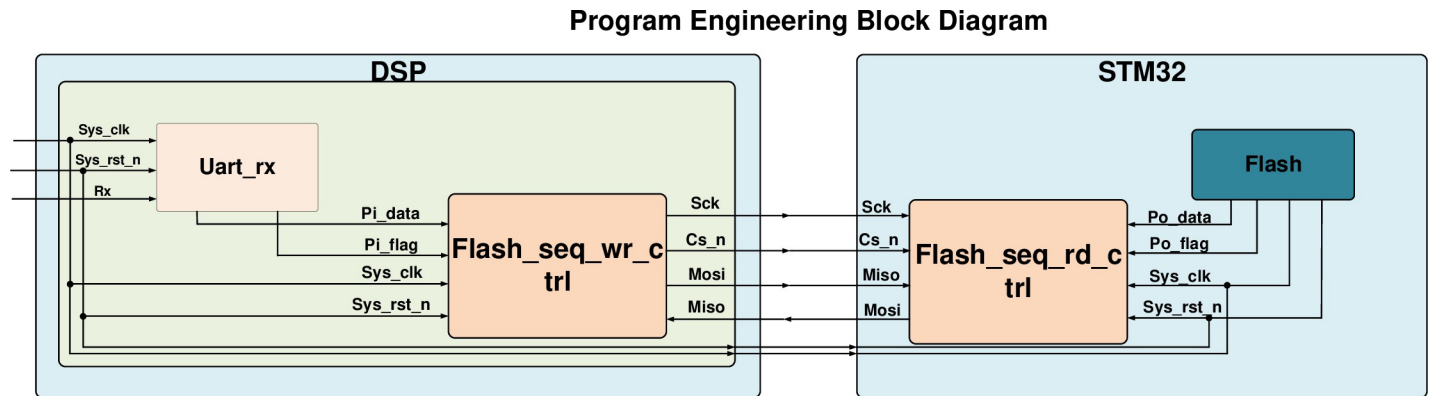 Program Engineering Block Diagram
DSP
STM32
Sys_clk
Sys_rst_n
Rx
Uart_rx
Pi_data
Pi_flag
Sys_clk
Sys_rst_n
Flash_seq_wr_c
trl
Sck
Cs_n
Mosi
Miso
Sck
Cs_n
Miso
Mosi
Flash_seq_rd_c
trl
Flash
Po_data
Po_flag
Sys_clk
Sys_rst_n